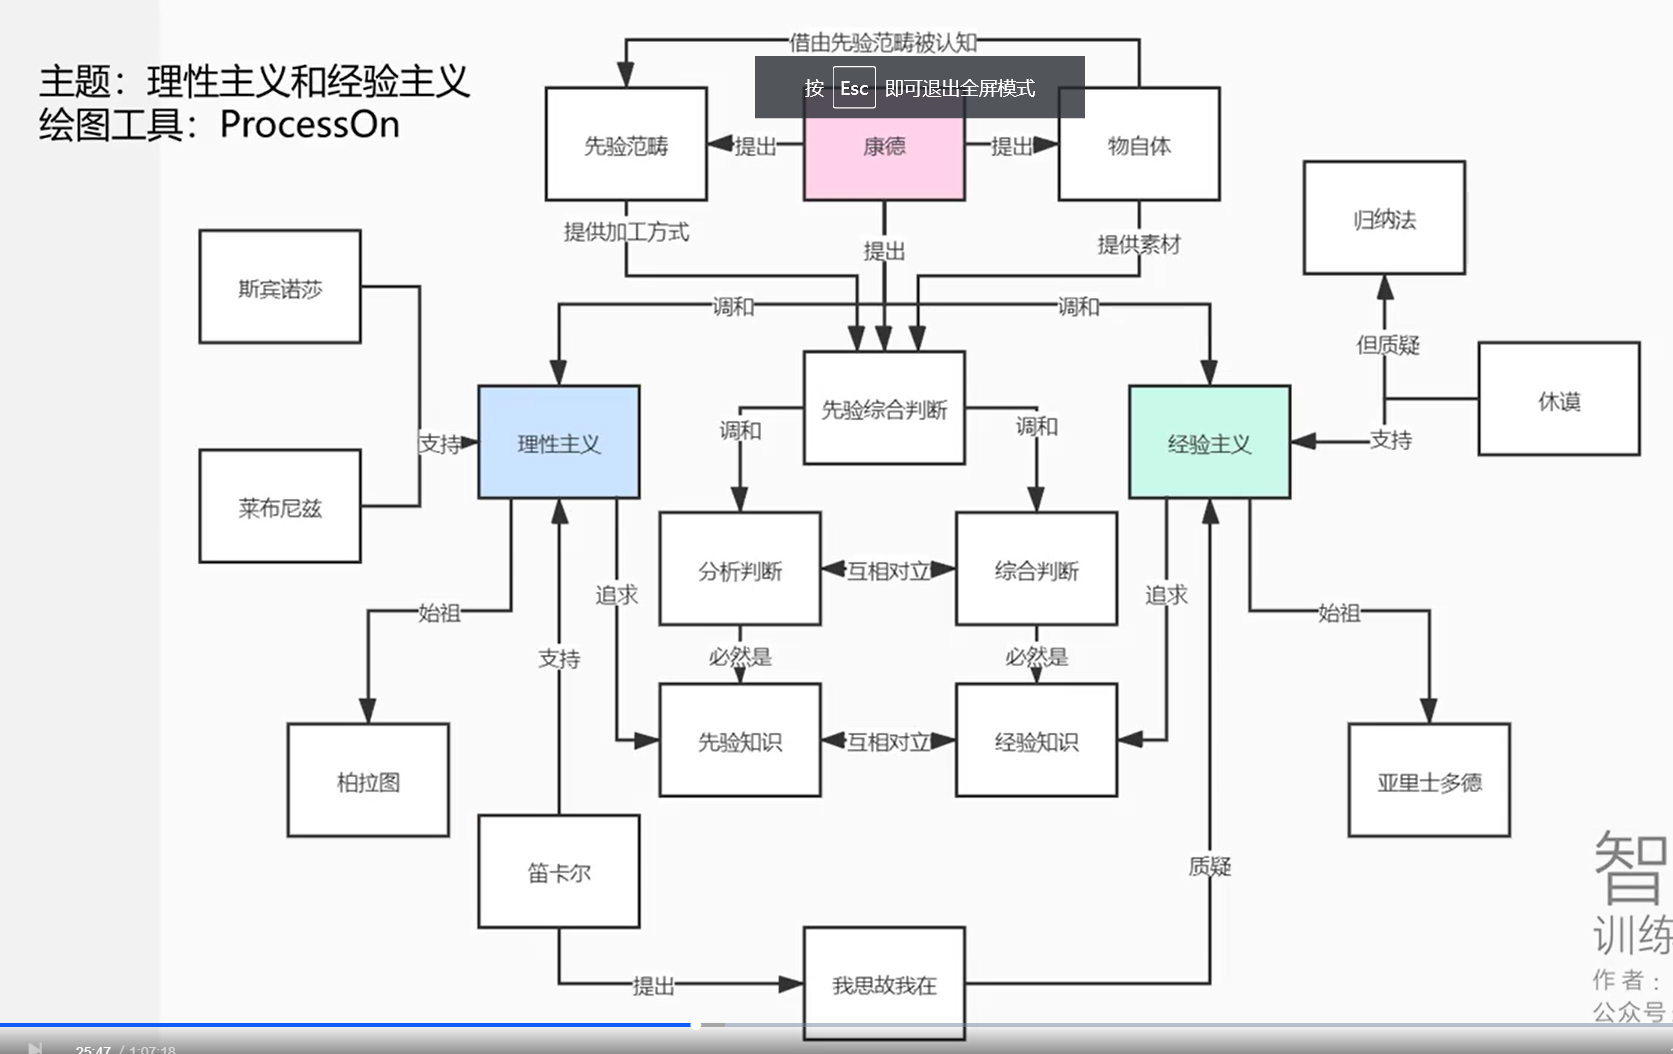 主题：理性主义和经验主义
绘图工具：ProcessOn
借由先验范畴被认知
按 Esc 即可退出全屏模式
先验范畴
提出
康德
提出
物自体
归纳法
提供加工方式
提出
提供素材
斯宾诺莎
调和
调和
但质疑
休谟
支持
理性主义
调和
先验综合判断
调和
经验主义
支持
莱布尼兹
分析判断
互相对立
综合判断
始祖
追求
追求
始祖
支持
必然是
必然是
柏拉图
先验知识
互相对立
经验知识
亚里士多德
笛卡尔
质疑
提出
我思故我在
智
训练
作者：
公众号：
25:47 / 1:07:18